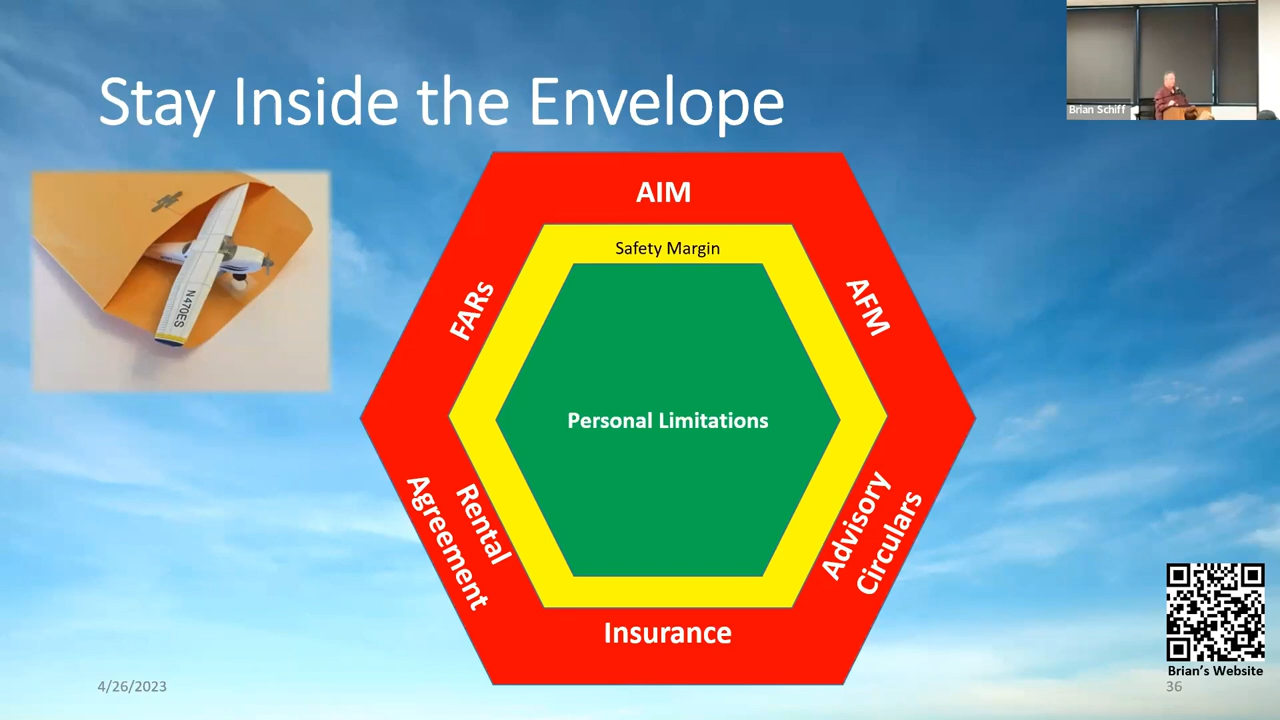 Stay Inside the Envelope
Brian Schiff
N470ES
AIM
Safety Margin
FARs
AFM
Personal Limitations
Rental
Agreement
Advisory
Circulars
Insurance
Brian's Website
4/26/2023
36